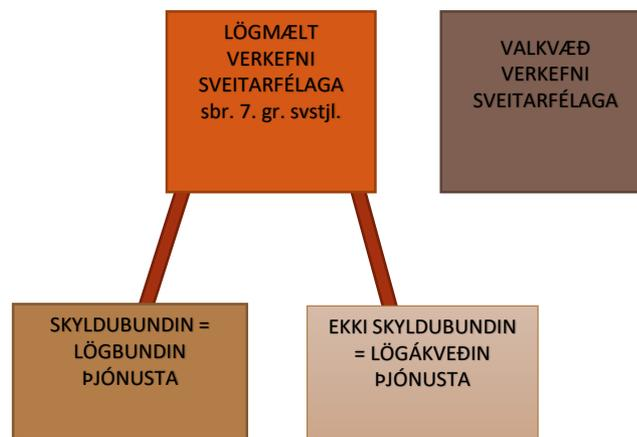 LÖGMÆLT
VERKEFNI
SVEITARFÉLAGA
sbr. 7. gr. svstjl.
VALKVÆÐ
VERKEFNI
SVEITARFÉLAGA
SKYLDUBUNDIN =
LÖGBUNDIN
ÞJÓNUSTA
EKKI SKYLDUBUNDIN
= LÖGÁKVEÐIN
ÞJÓNUSTA